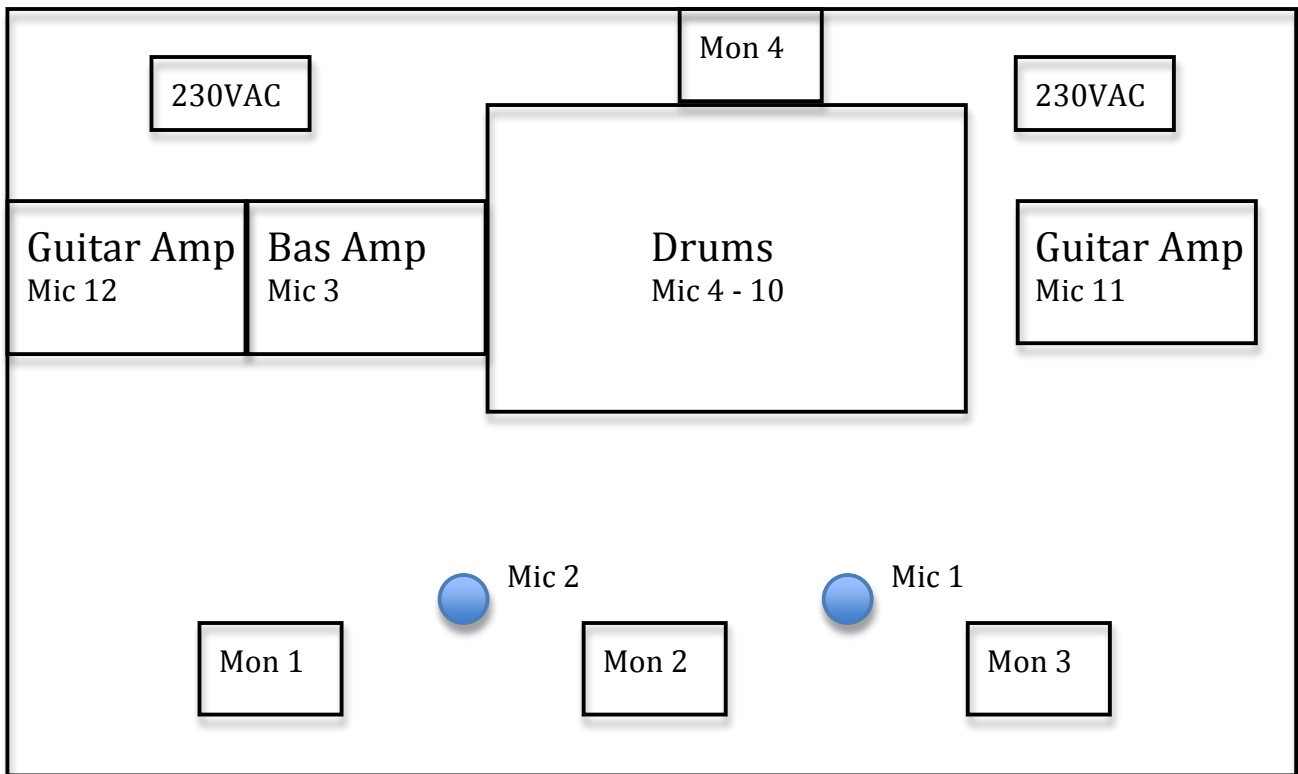 Mon 4
230VAC
230VAC
Guitar Amp
Mic 12
Bas Amp
Mic 3
Drums
Mic 4 - 10
Guitar Amp
Mic 11
Mic 2
Mic 1
Mon 1
Mon 2
Mon 3